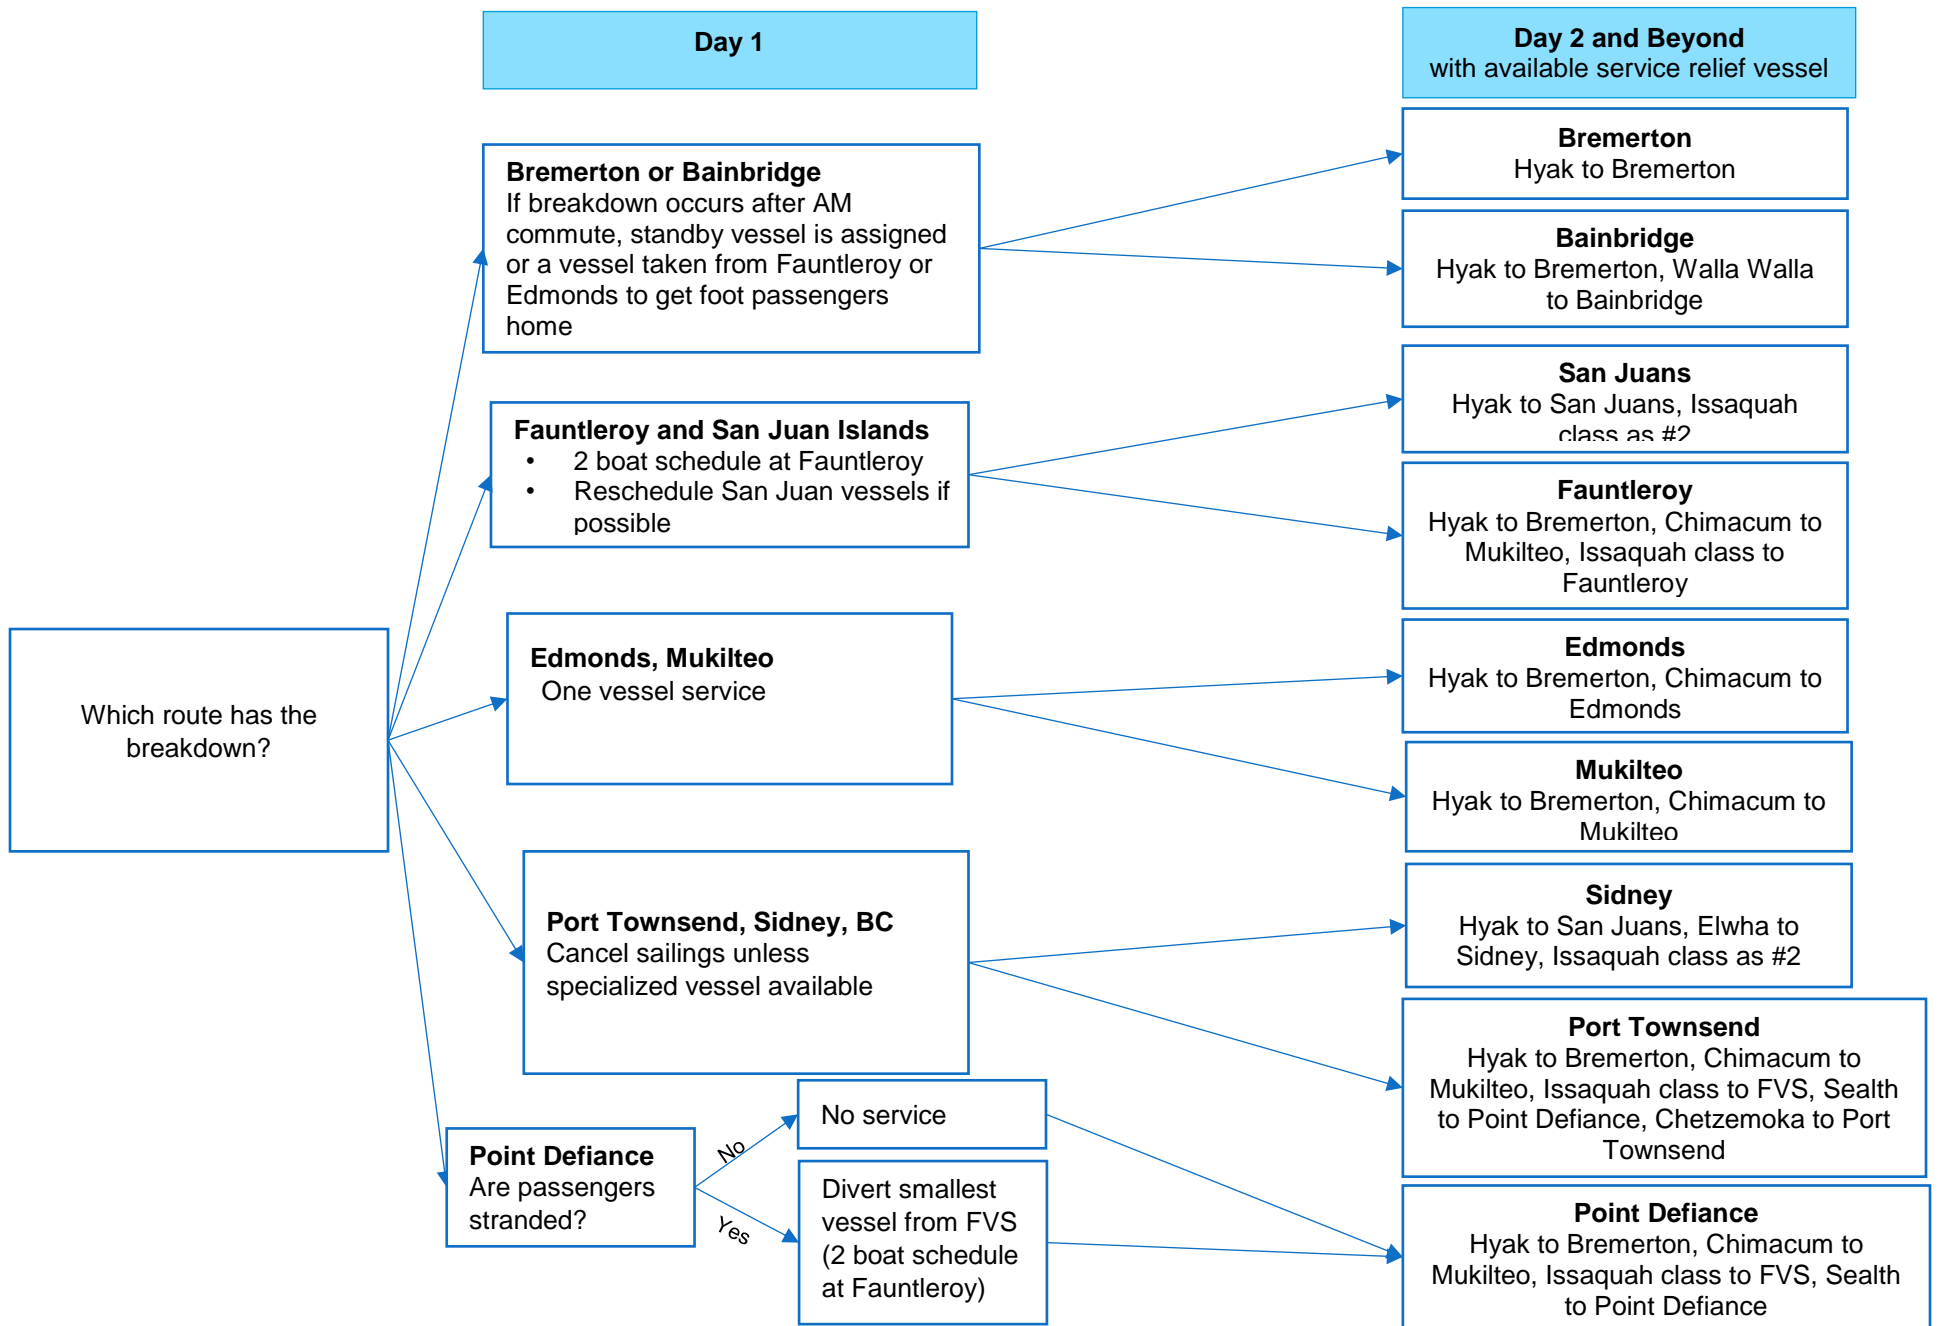 Day 1
Day 2 and Beyond
with available service relief vessel
Which route has the
breakdown?
Bremerton or Bainbridge
If breakdown occurs after AM
commute, standby vessel is assigned
or a vessel taken from Fauntleroy or
Edmonds to get foot passengers
home
Bremerton
Hyak to Bremerton
Bainbridge
Hyak to Bremerton, Walla Walla
to Bainbridge
Fauntleroy and San Juan Islands
• 2 boat schedule at Fauntleroy
• Reschedule San Juan vessels if
possible
San Juans
Hyak to San Juans, Issaquah
class as #2
Fauntleroy
Hyak to Bremerton, Chimacum to
Mukilteo, Issaquah class to
Fauntleroy
Edmonds, Mukilteo
One vessel service
Edmonds
Hyak to Bremerton, Chimacum to
Edmonds
Mukilteo
Hyak to Bremerton, Chimacum to
Mukilteo
Port Townsend, Sidney, BC
Cancel sailings unless
specialized vessel available
Sidney
Hyak to San Juans, Elwha to
Sidney, Issaquah class as #2
Port Townsend
Hyak to Bremerton, Chimacum to
Mukilteo, Issaquah class to FVS, Sealth
to Point Defiance, Chetzemoka to Port
Townsend
Point Defiance
Are passengers
stranded?
No
No service
Yes
Divert smallest
vessel from FVS
(2 boat schedule
at Fauntleroy)
Point Defiance
Hyak to Bremerton, Chimacum to
Mukilteo, Issaquah class to FVS, Sealth
to Point Defiance